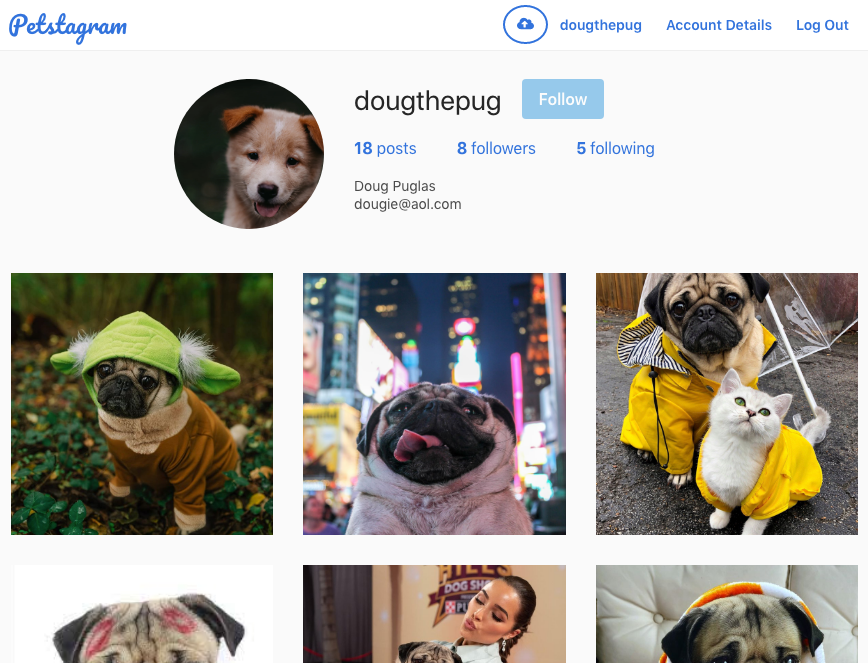 Petstagram
dougthepug
Account Details
Log Out
dougthepug
Follow
18 posts
8 followers
5 following
Doug Puglas
dougie@aol.com
DOG SH
PU